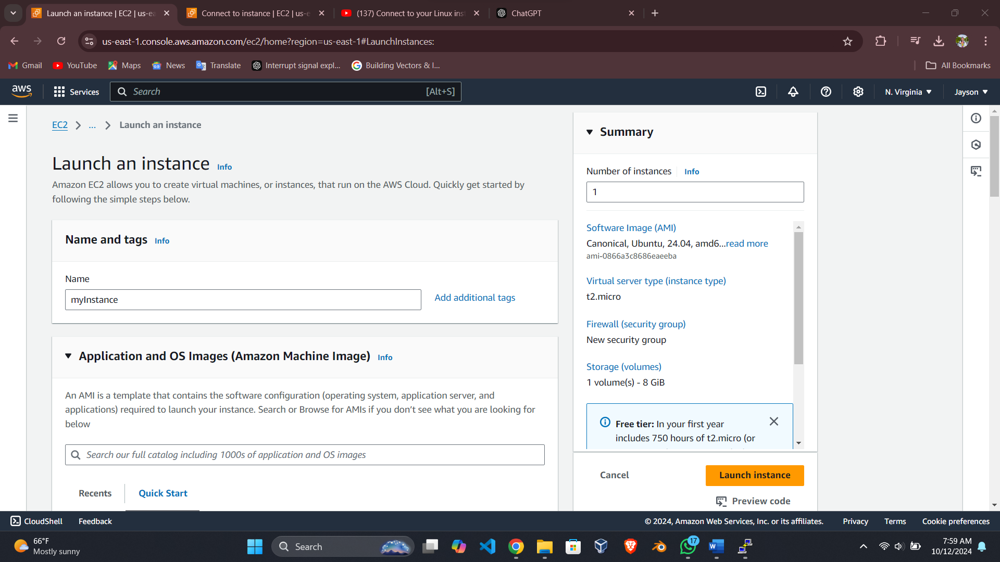 Launch an instance | EC2 | us-ea
Connect to instance | EC2 | us-e
(137) Connect to your Linux inst
ChatGPT
us-east-1.console.aws.amazon.com/ec2/home?region=us-east-1#LaunchInstances:
Gmail
YouTube
Maps
News
Translate
Interrupt signal expl...
Building Vectors & I...
All Bookmarks
aws
Services
Search
[Alt+S]
N. Virginia
Jayson
EC2
...
Launch an instance
Launch an instance Info
Amazon EC2 allows you to create virtual machines, or instances, that run on the AWS Cloud. Quickly get started by
following the simple steps below.
Name and tags Info
Name
myInstance
Add additional tags
Application and OS Images (Amazon Machine Image) Info
An AMI is a template that contains the software configuration (operating system, application server, and
applications) required to launch your instance. Search or Browse for AMIs if you don’t see what you are looking for
below
Search our full catalog including 1000s of application and OS images
Recents
Quick Start
Summary
Number of instances Info
1
Software Image (AMI)
Canonical, Ubuntu, 24.04, amd6...read more
ami-0866a3c8686eaeeba
Virtual server type (instance type)
t2.micro
Firewall (security group)
New security group
Storage (volumes)
1 volume(s) - 8 GiB
Free tier: In your first year
includes 750 hours of t2.micro (or
Cancel
Launch instance
Preview code
CloudShell
Feedback
© 2024, Amazon Web Services, Inc. or its affiliates.
Privacy
Terms
Cookie preferences
66°F
Mostly sunny
Search
17
7:59 AM
10/12/2024